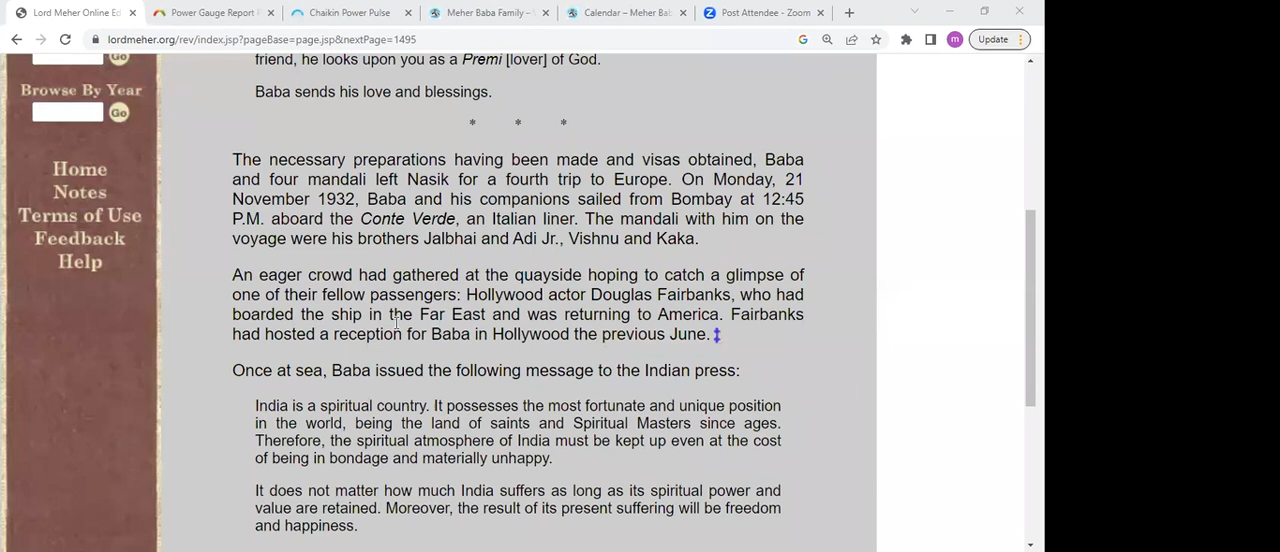 Lord Meher Online Ed
Power Gauge Report
Chaikin Power Pulse
Meher Baba Family –
Calendar – Meher Bab
Post Attendee - Zoom
lordmeher.org/rev/index.jsp?pageBase=page.jsp&nextPage=1495
m
Update
Go
Browse By Year
Go
Home
Notes
Terms of Use
Feedback
Help
friend, he looks upon you as a Premi [lover] of God.
Baba sends his love and blessings.
* * *
The necessary preparations having been made and visas obtained, Baba
and four mandali left Nasik for a fourth trip to Europe. On Monday, 21
November 1932, Baba and his companions sailed from Bombay at 12:45
P.M. aboard the Conte Verde, an Italian liner. The mandali with him on the
voyage were his brothers Jalbhai and Adi Jr., Vishnu and Kaka.
An eager crowd had gathered at the quayside hoping to catch a glimpse of
one of their fellow passengers: Hollywood actor Douglas Fairbanks, who had
boarded the ship in the Far East and was returning to America. Fairbanks
had hosted a reception for Baba in Hollywood the previous June.
Once at sea, Baba issued the following message to the Indian press:
India is a spiritual country. It possesses the most fortunate and unique position
in the world, being the land of saints and Spiritual Masters since ages.
Therefore, the spiritual atmosphere of India must be kept up even at the cost
of being in bondage and materially unhappy.
It does not matter how much India suffers as long as its spiritual power and
value are retained. Moreover, the result of its present suffering will be freedom
and happiness.